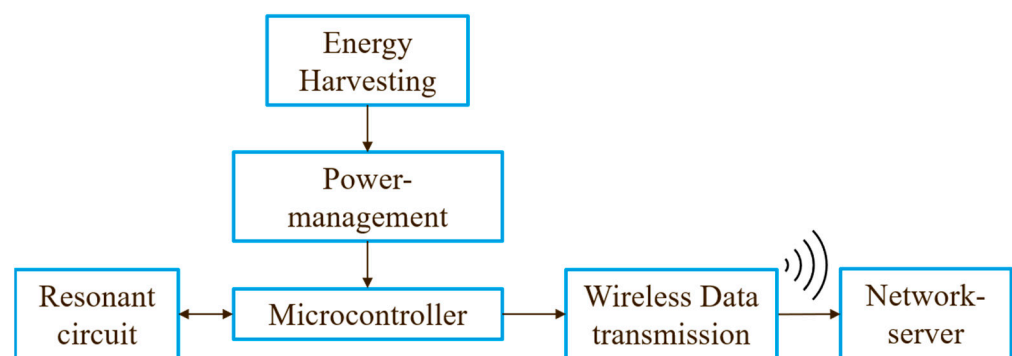 Energy
Harvesting
Power-
management
Resonant
circuit
Microcontroller
Wireless Data
transmission
Network-
server